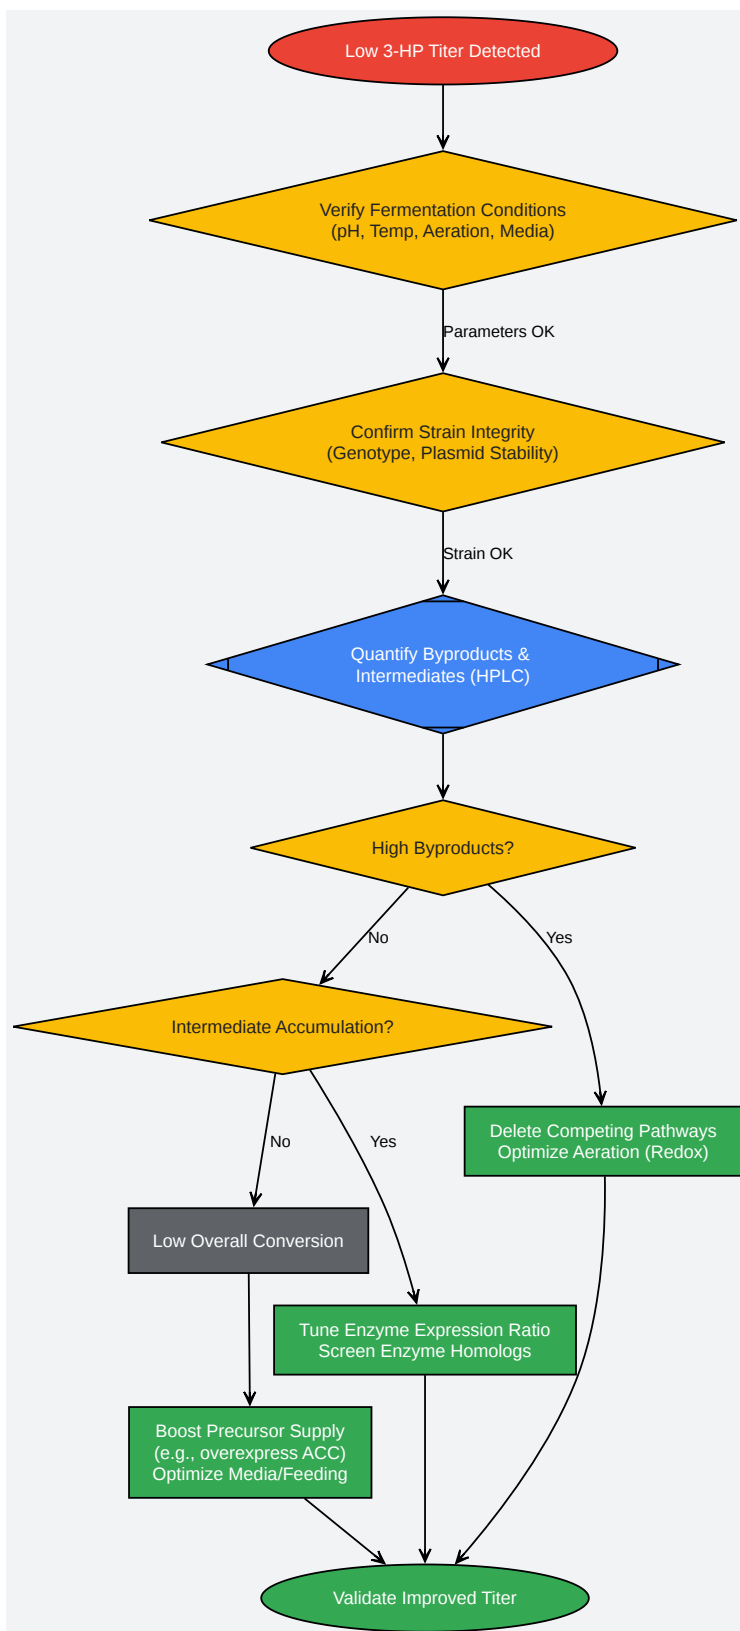 Low 3-HP Titer Detected
Verify Fermentation Conditions
(pH, Temp, Aeration, Media)
Parameters OK
Confirm Strain Integrity
(Genotype, Plasmid Stability)
Strain OK
Quantify Byproducts &
Intermediates (HPLC)
High Byproducts?
No
Yes
Intermediate Accumulation?
No
Yes
Delete Competing Pathways
Optimize Aeration (Redox)
Low Overall Conversion
Tune Enzyme Expression Ratio
Screen Enzyme Homologs
Boost Precursor Supply
(e.g., overexpress ACC)
Optimize Media/Feeding
Validate Improved Titer